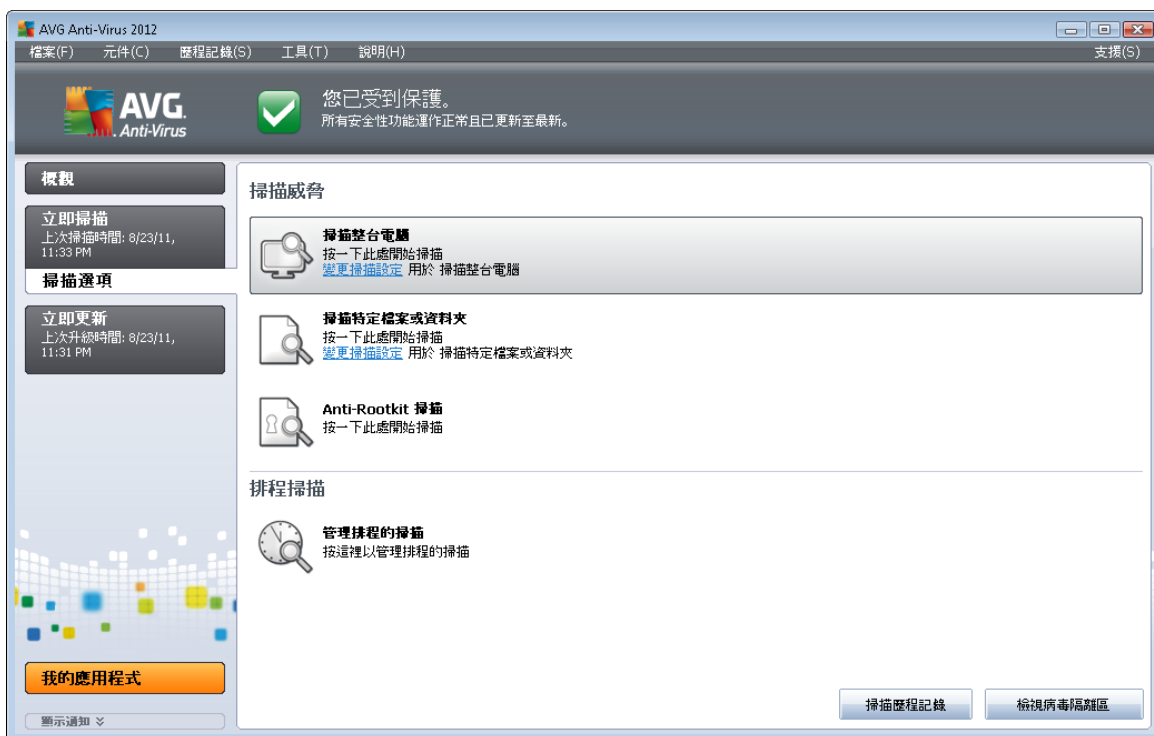 AVG Anti-Virus 2012
檔案(F) 元件(C) 歷程記錄(S) 工具(T) 說明(H) 支援(S)
AVG.
Anti-Virus
您已受到保護。
所有安全性功能運作正常且已更新至最新。
概觀
立即掃描
上次掃描時間: 8/23/11,
11:33 PM
掃描選項
立即更新
上次升級時間: 8/23/11,
11:31 PM
我的應用程式
顯示通知
掃描威脅
掃描整台電腦
按一下此處開始掃描
變更掃描設定 用於 掃描整台電腦
掃描特定檔案或資料夾
按一下此處開始掃描
變更掃描設定 用於 掃描特定檔案或資料夾
Anti-Rootkit 掃描
按一下此處開始掃描
排程掃描
管理排程的掃描
按這裡以管理排程的掃描
掃描歷程記錄 檢視病毒隔離區